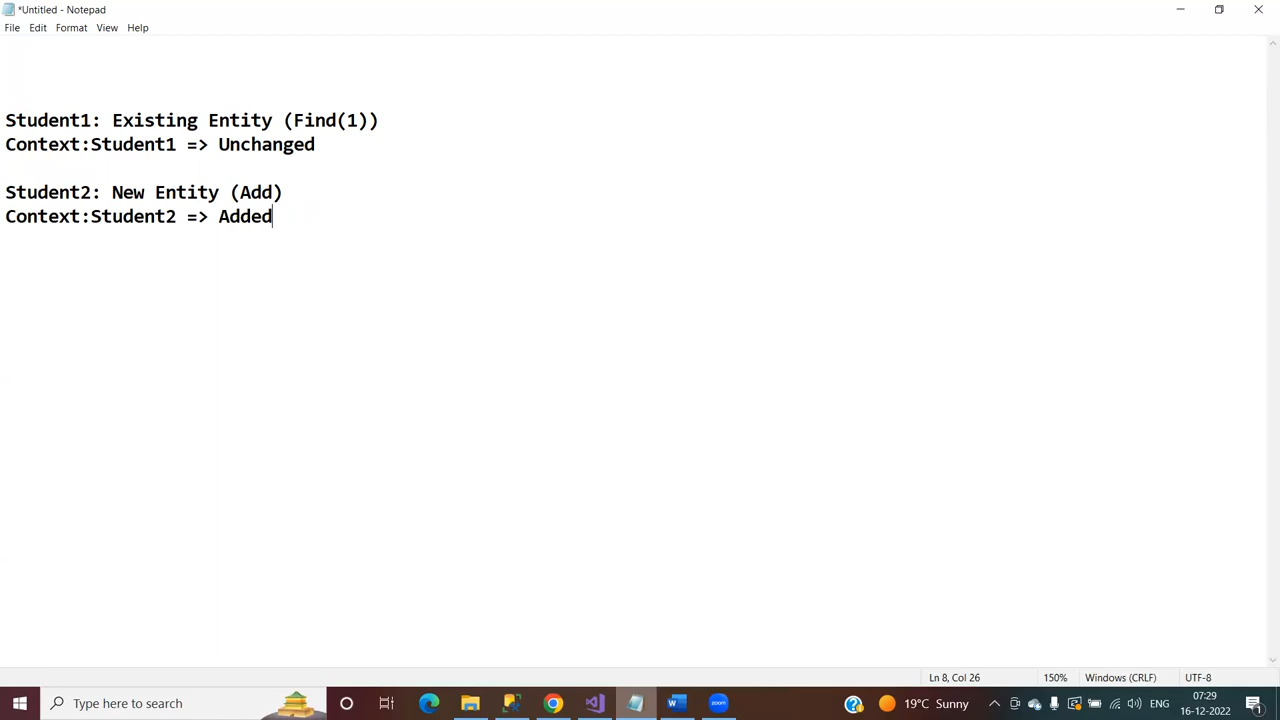 *Untitled - Notepad
File Edit Format View Help
Student1: Existing Entity (Find(1))
Context:Student1 => Unchanged
Student2: New Entity (Add)
Context:Student2 => Added
Ln 8, Col 26 150% Windows (CRLF) UTF-8
Type here to search zoom 19°C Sunny ENG 07:29
16-12-2022 1